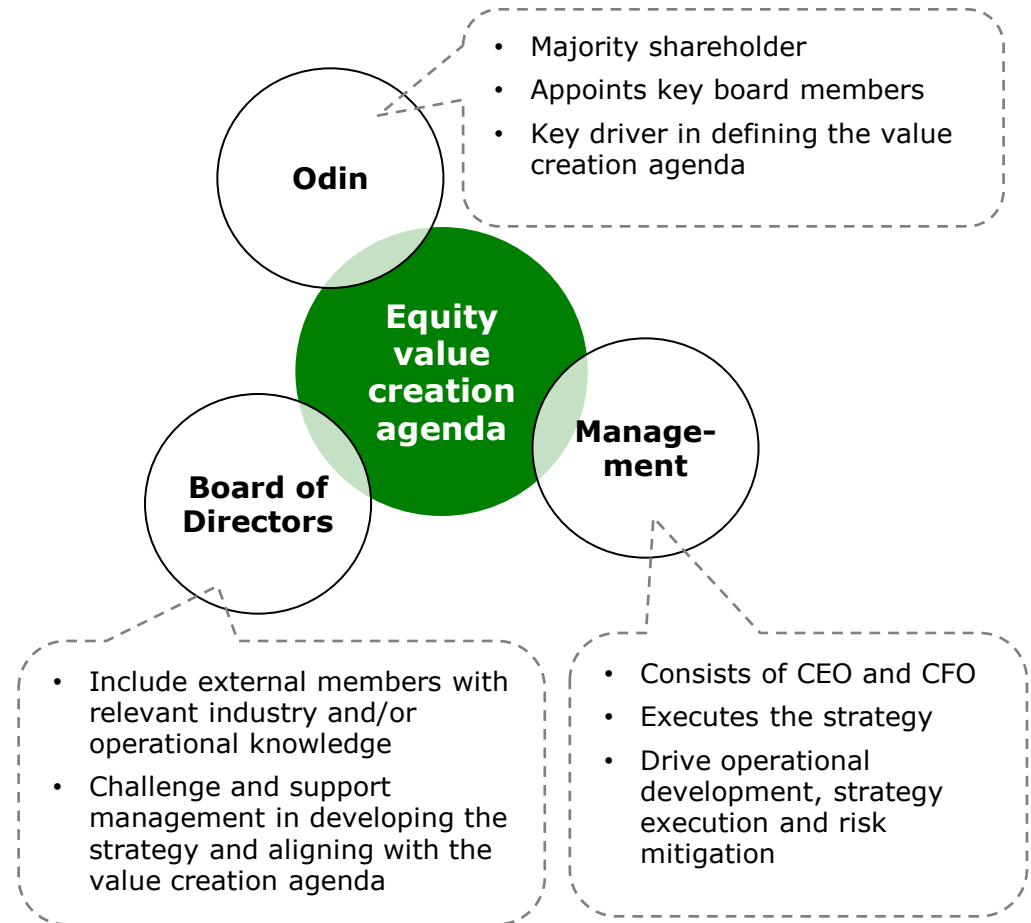 • Majority shareholder
• Appoints key board members
• Key driver in defining the value
creation agenda
Odin
Equity
value
creation
agenda
Manage-
ment
Board of
Directors
• Include external members with
relevant industry and/or
operational knowledge
• Challenge and support
management in developing the
strategy and aligning with the
value creation agenda
• Consists of CEO and CFO
• Executes the strategy
• Drive operational
development, strategy
execution and risk
mitigation